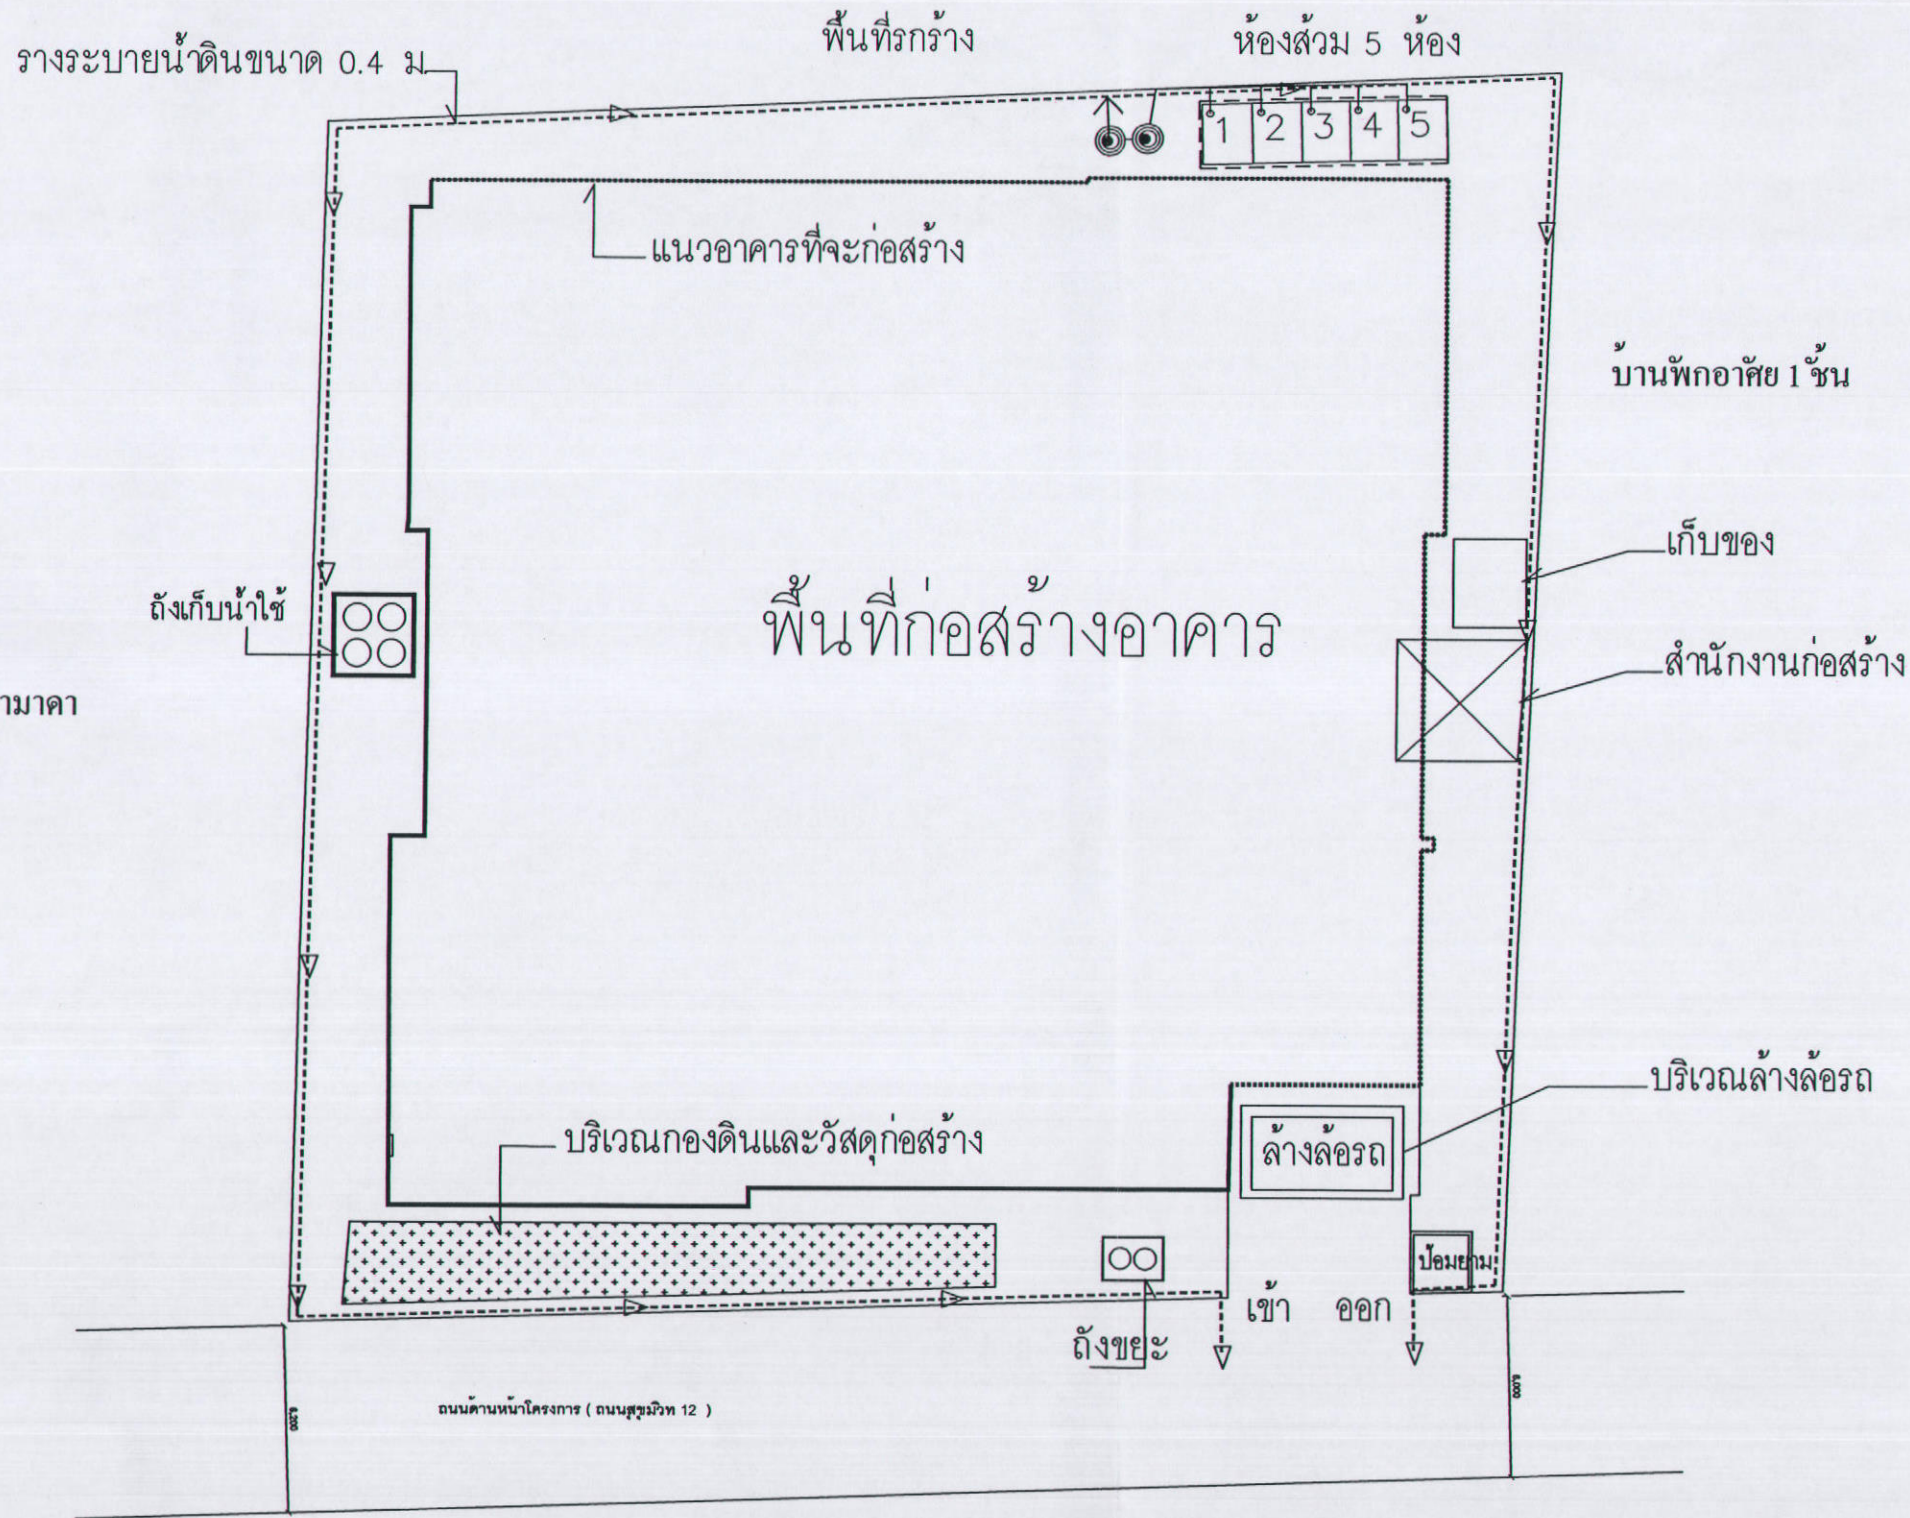 พื้นที่รกร้าง
ห้องส้วม 5 ห้อง
รางระบายน้ำดินขนาด 0.4 ม.
1 2 3 4 5
แนวอาคารที่จะก่อสร้าง
บ้านพักอาศัย 1 ชั้น
เก็บของ
ถังเก็บน้ำใช้
พื้นที่ก่อสร้างอาคาร
สำนักงานก่อสร้าง
ามาคา
บริเวณล้างล้อรถ
บริเวณกองดินและวัสดุก่อสร้าง
ล้างล้อรถ
ป้อมยาม
เข้า ออก
ถังขยะ
ถนนด้านหน้าโครงการ ( ถนนสุขุมวิท 12 )